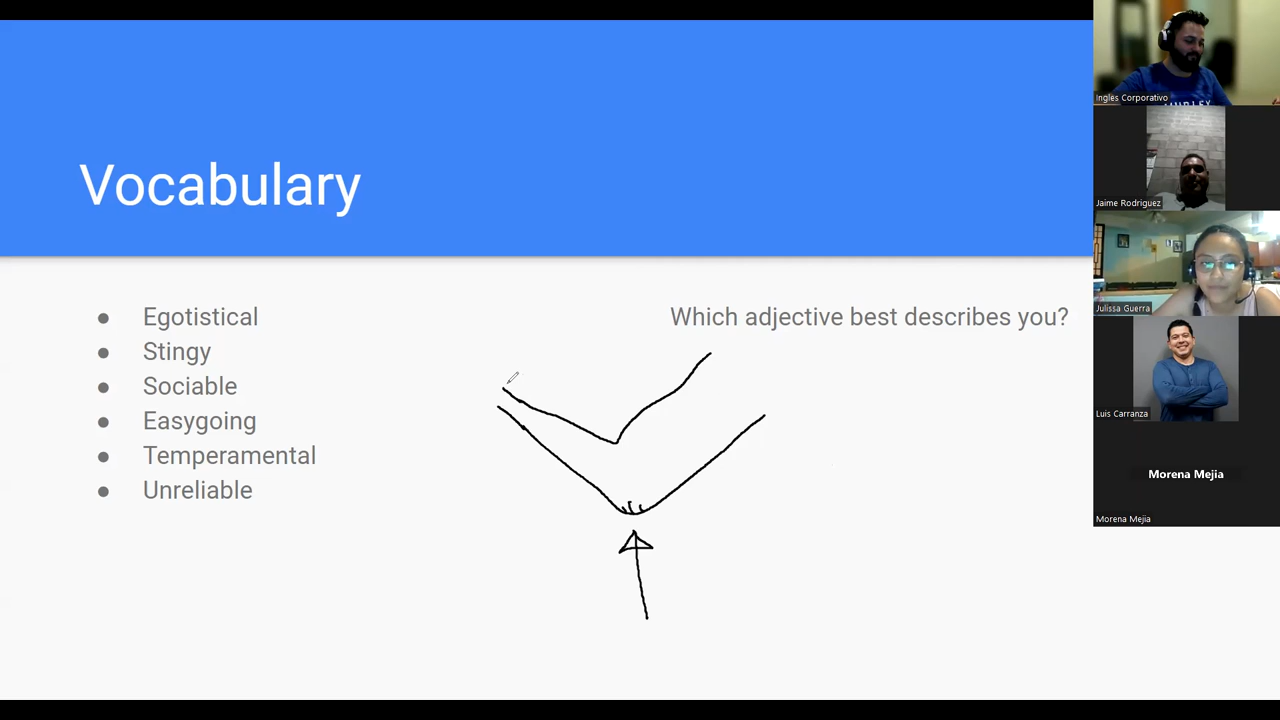 Vocabulary
Egotistical
Stingy
Sociable
Easygoing
Temperamental
Unreliable
Which adjective best describes you?
Ingles Corporativo
Jaime Rodriguez
Julissa Guerra
Luis Carranza
Morena Mejia
Morena Mejia